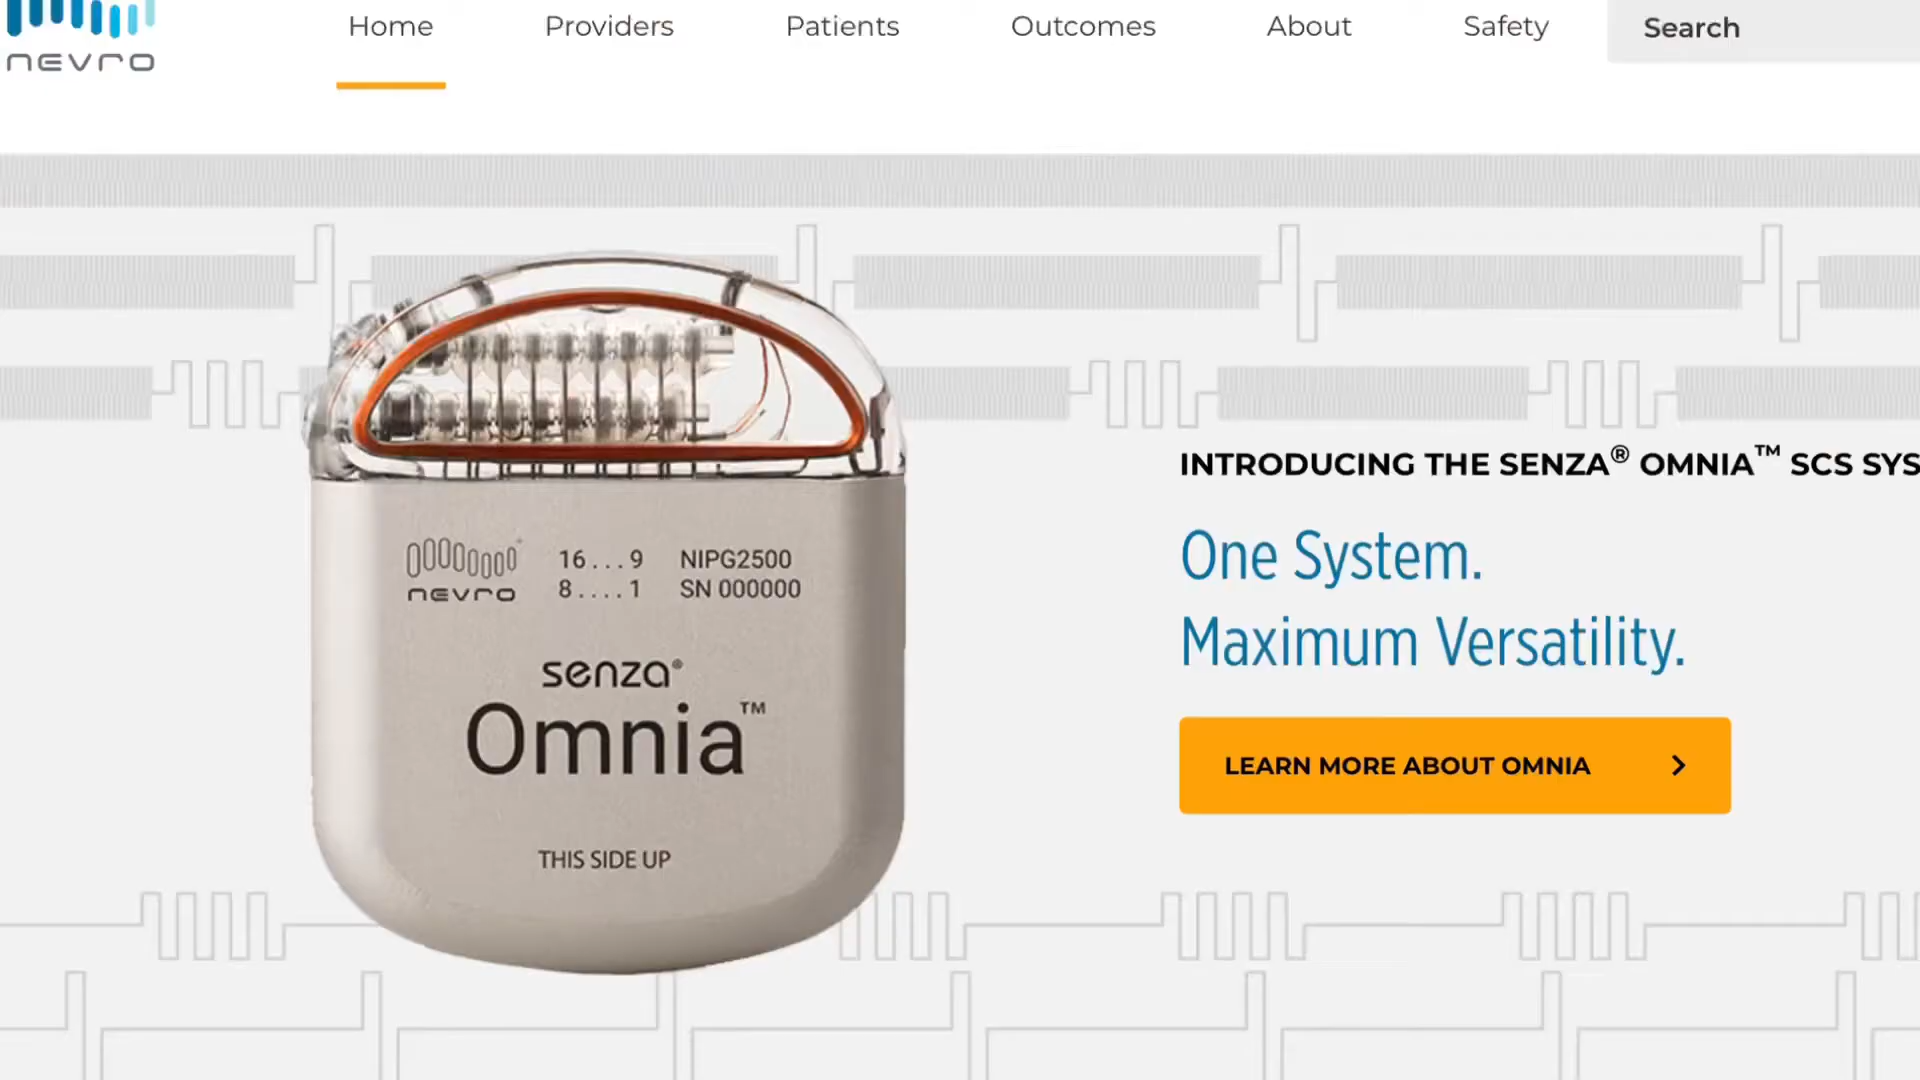 nevro
Home
Providers
Patients
Outcomes
About
Safety
Search
INTRODUCING THE SENZA® OMNIA™ SCS SYS
One System.
Maximum Versatility.
LEARN MORE ABOUT OMNIA
nevro
16...9 NIPG2500
8....1 SN 000000
senza®
Omnia™
THIS SIDE UP